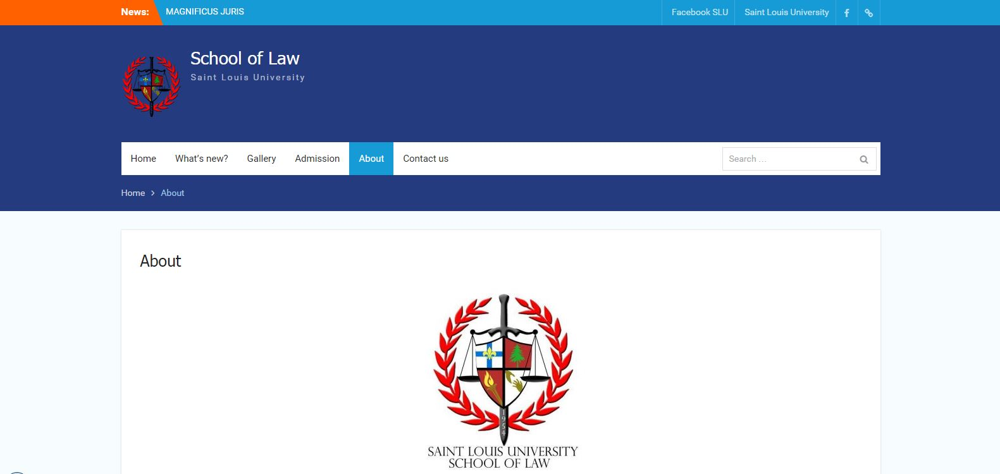 News: MAGNIFICUS JURIS Facebook SLU Saint Louis University
School of Law
Saint Louis University
Home What's new? Gallery Admission About Contact us Search ...
Home > About
About
1954
SAINT LOUIS UNIVERSITY
SCHOOL OF LAW